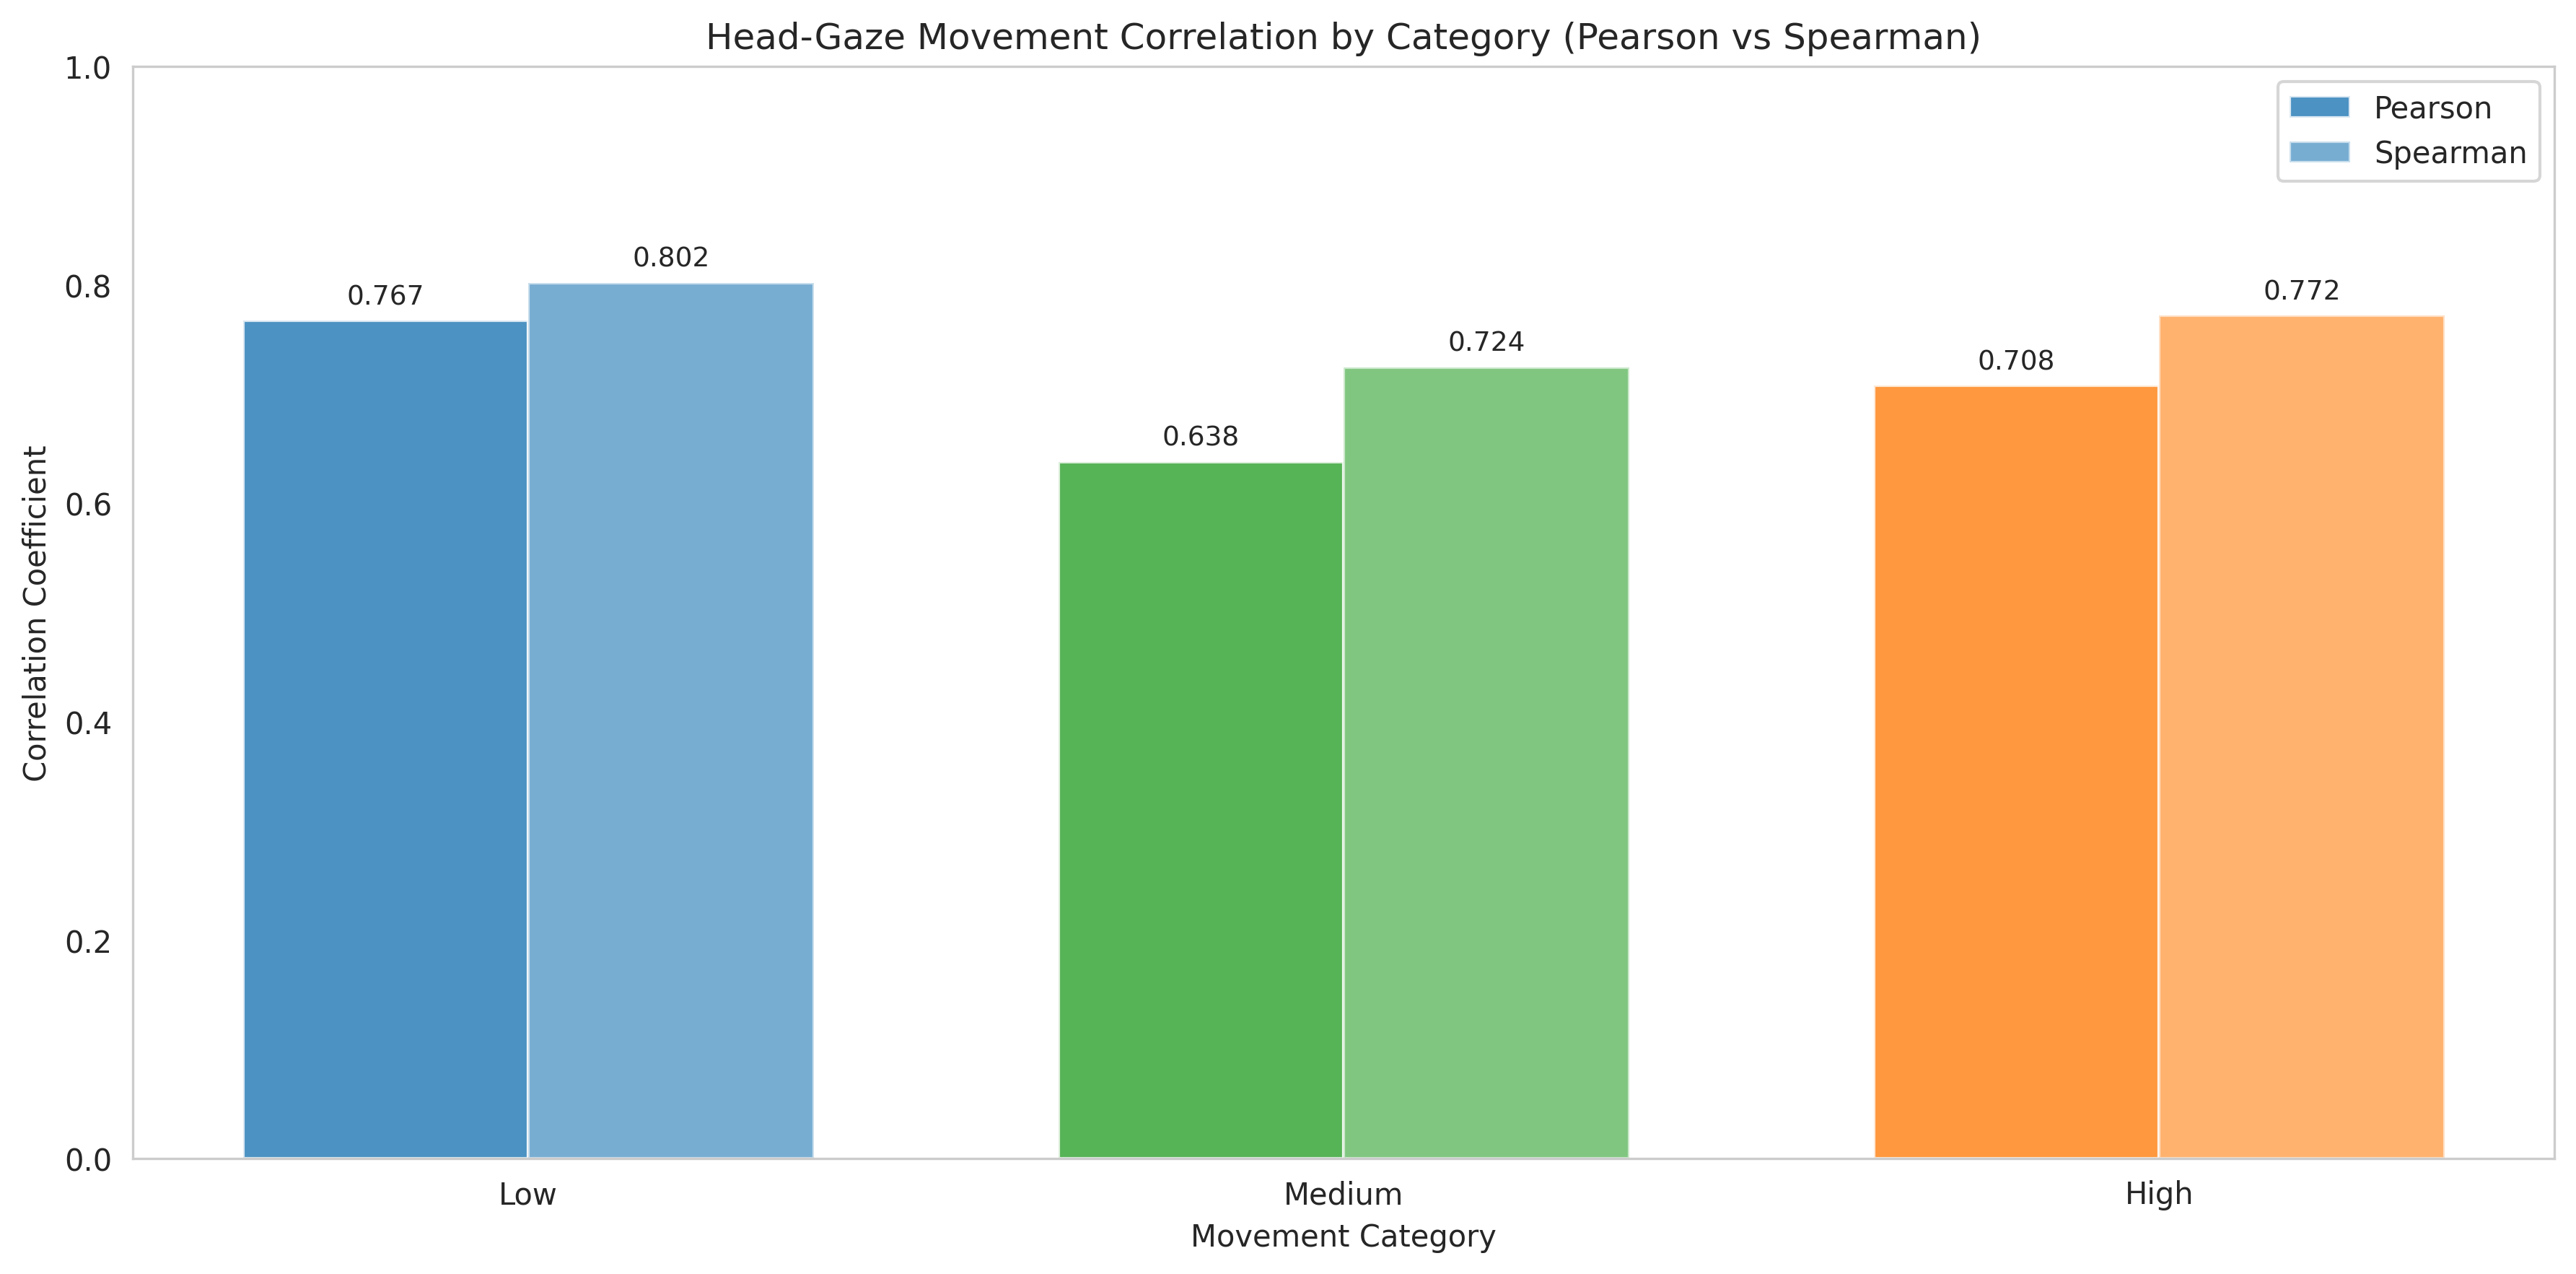 Head-Gaze Movement Correlation by Category (Pearson vs Spearman)
Pearson
Spearman
Correlation Coefficient
1.0
0.8
0.6
0.4
0.2
0.0
0.767
0.802
0.638
0.724
0.708
0.772
Low
Medium
High
Movement Category